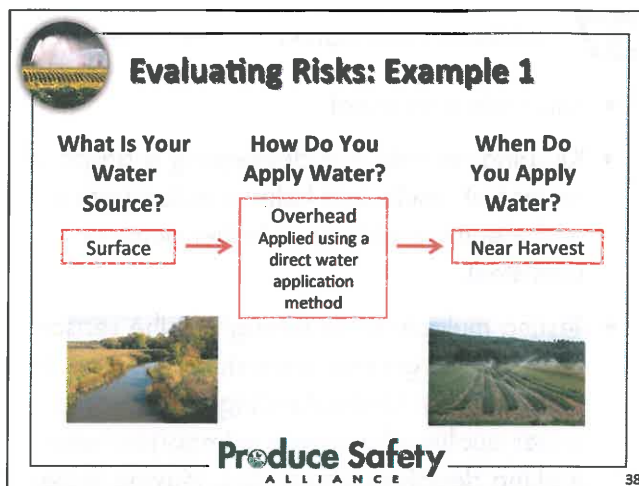 Evaluating Risks: Example 1
What Is Your
Water
Source?
Surface
How Do You
Apply Water?
Overhead
Applied using a
direct water
application
method
When Do
You Apply
Water?
Near Harvest
Produce Safety
ALLIANCE
38